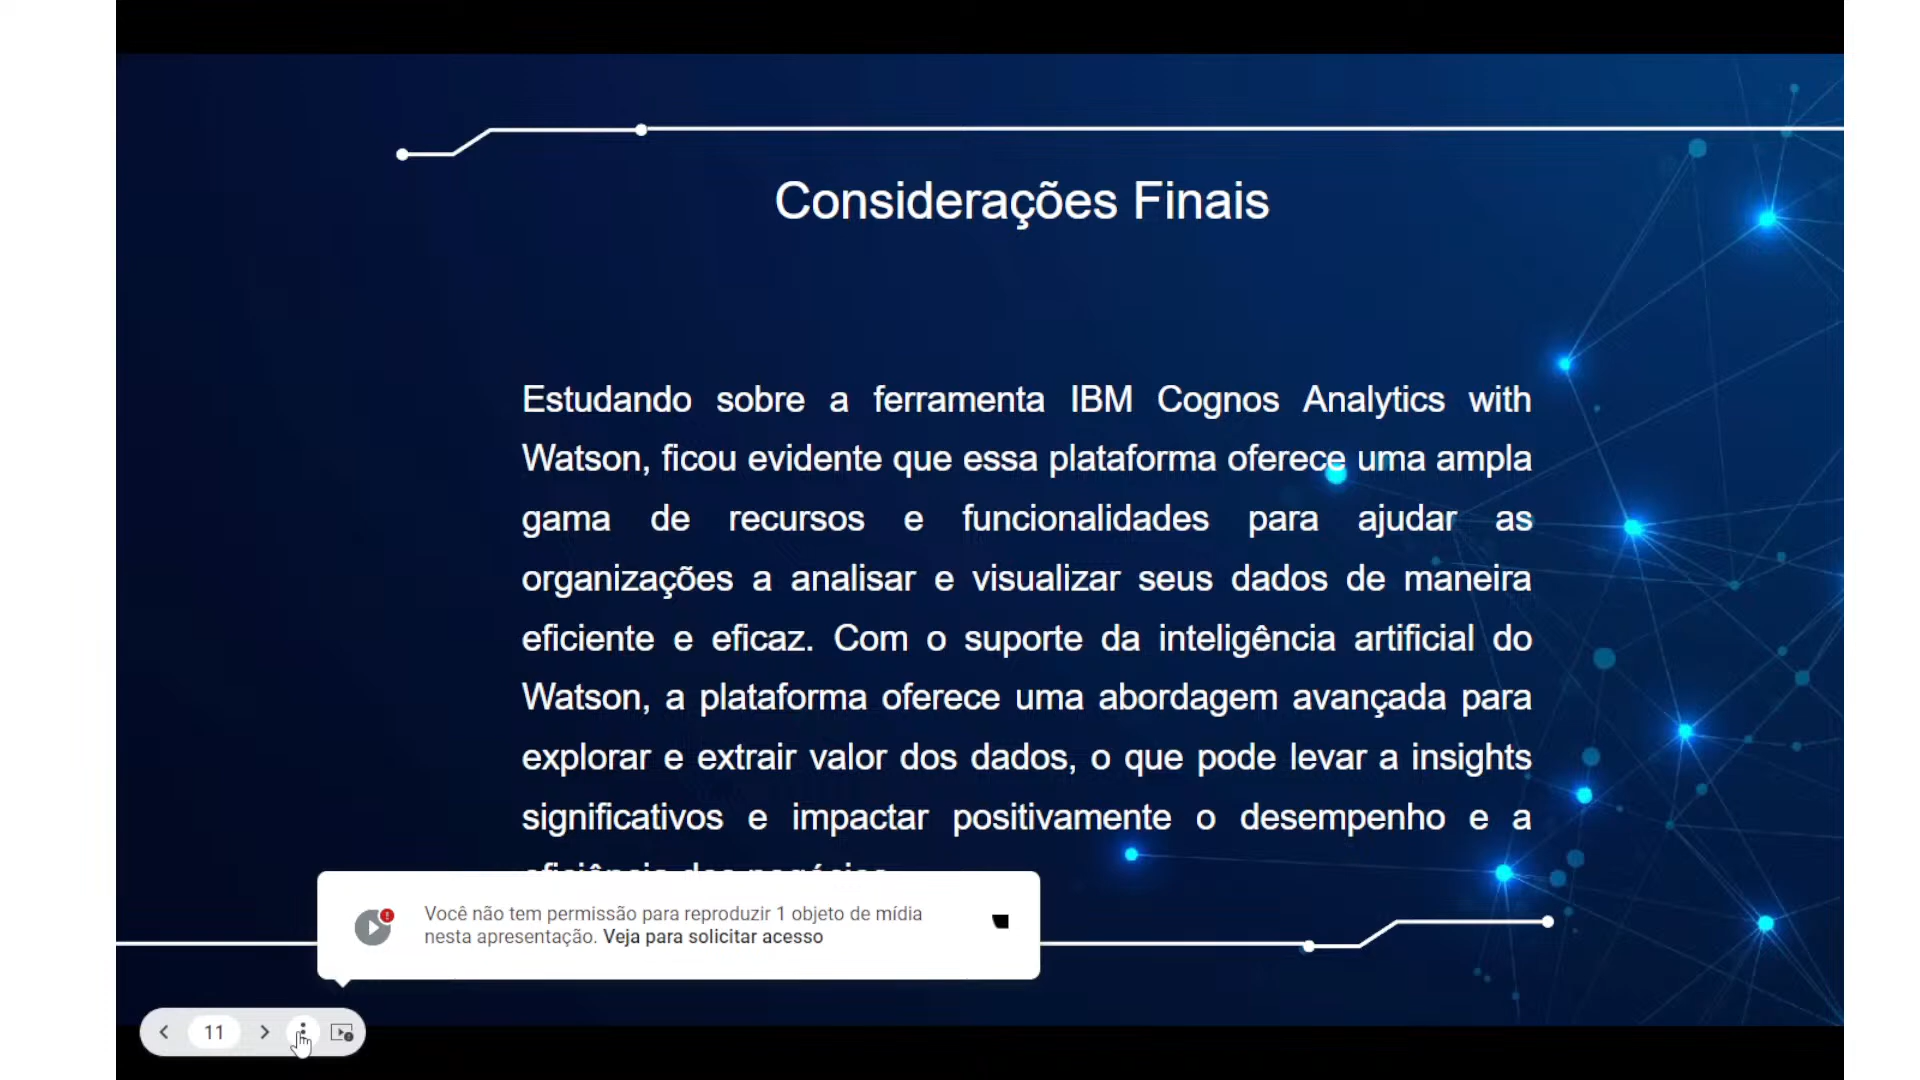 Considerações Finais
Estudando sobre a ferramenta IBM Cognos Analytics with
Watson, ficou evidente que essa plataforma oferece uma ampla
gama de recursos e funcionalidades para ajudar as
organizações a analisar e visualizar seus dados de maneira
eficiente e eficaz. Com o suporte da inteligência artificial do
Watson, a plataforma oferece uma abordagem avançada para
explorar e extrair valor dos dados, o que pode levar a insights
significativos e impactar positivamente o desempenho e a
eficiência dos negócios.
Você não tem permissão para reproduzir 1 objeto de mídia
nesta apresentação. Veja para solicitar acesso
11